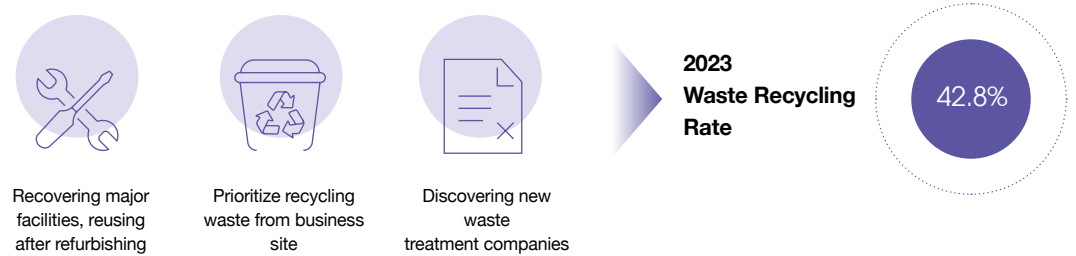 Recovering major
facilities, reusing
after refurbishing
Prioritize recycling
waste from business
site
Discovering new
waste
treatment companies
2023
Waste Recycling
Rate
42.8%